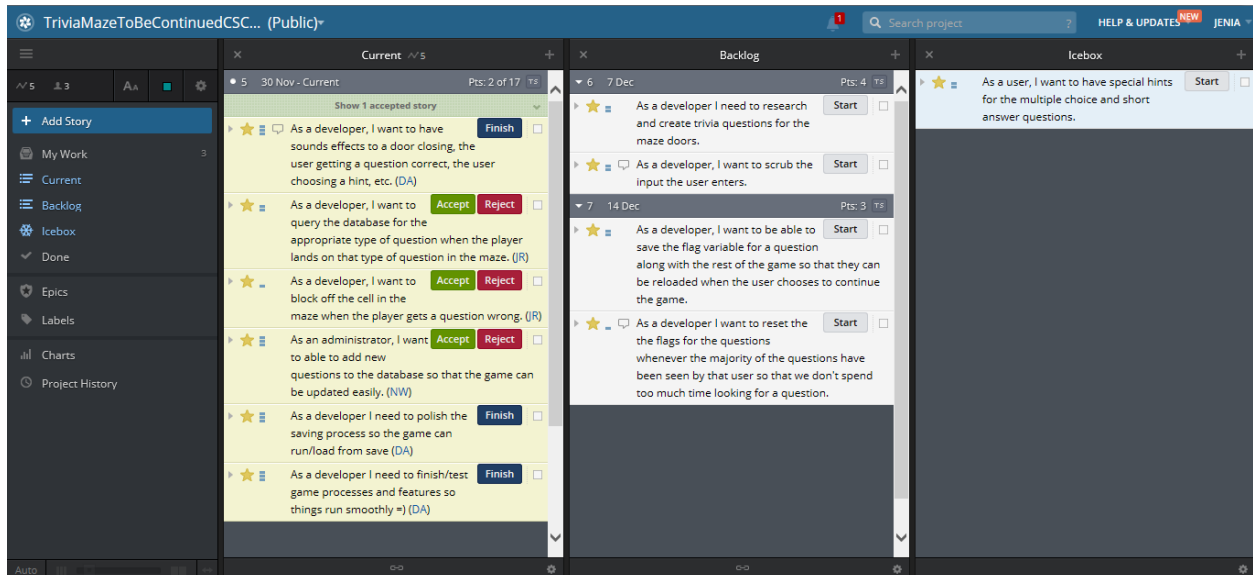 TriviaMazeToBeContinuedCSC... (Public)
1
Search project ?
HELP & UPDATES NEW
JENIA
5 3 AA
+ Add Story
My Work 3
Current
Backlog
Icebox
Done
Epics
Labels
Charts
Project History
Auto
× Current 5 +
5 30 Nov - Current Pts: 2 of 17 TS
Show 1 accepted story
As a developer, I want to have Finish
sounds effects to a door closing, the
user getting a question correct, the user
choosing a hint, etc. (DA)
As a developer, I want to Accept Reject
query the database for the
appropriate type of question when the player
lands on that type of question in the maze. (JR)
As a developer, I want to Accept Reject
block off the cell in the
maze when the player gets a question wrong. (JR)
As an administrator, I want Accept Reject
to able to add new
questions to the database so that the game can
be updated easily. (NW)
As a developer I need to polish the Finish
saving process so the game can
run/load from save (DA)
As a developer I need to finish/test Finish
game processes and features so
things run smoothly =) (DA)
× Backlog +
6 7 Dec Pts: 4 TS
As a developer I need to research Start
and create trivia questions for the
maze doors.
As a developer, I want to scrub the Start
input the user enters.
7 14 Dec Pts: 3 TS
As a developer, I want to be able to Start
save the flag variable for a question
along with the rest of the game so that they can
be reloaded when the user chooses to continue
the game.
As a developer I want to reset the Start
the flags for the questions
whenever the majority of the questions have
been seen by that user so that we don't spend
too much time looking for a question.
× Icebox +
As a user, I want to have special hints Start
for the multiple choice and short
answer questions.